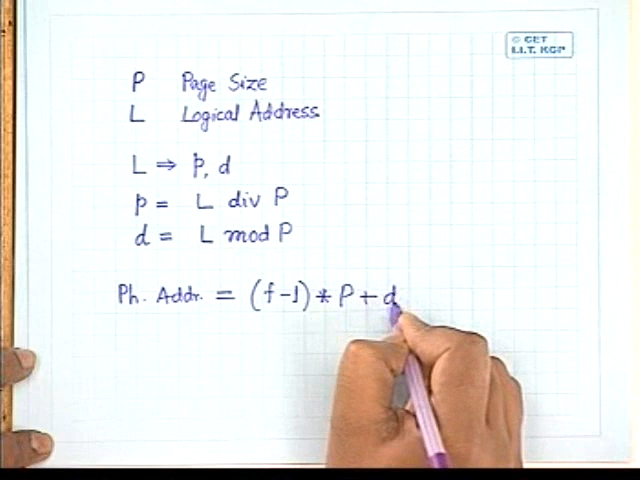 © CET
I.I.T. KGP
P Page Size
L Logical Address
L ⇒ p, d
p = L div P
d = L mod P
Ph. Addr. = (f-1) * P + d